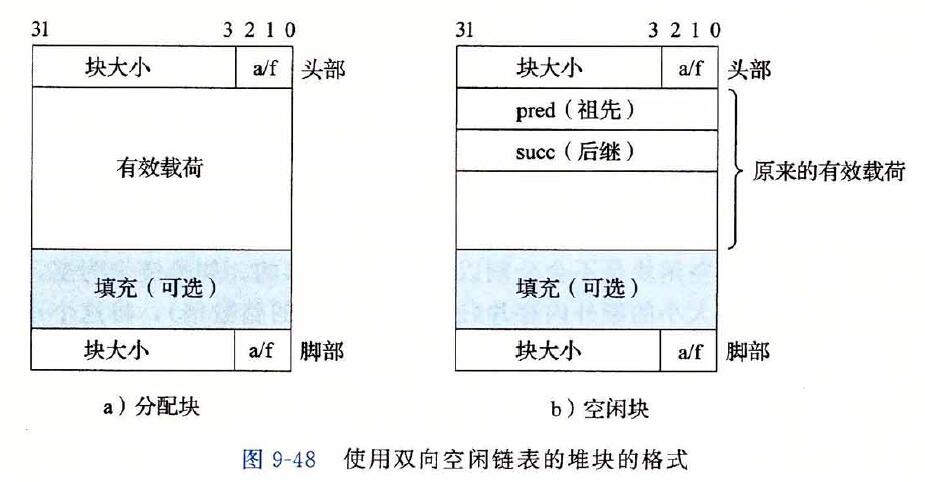 31 3 2 1 0
块大小 a/f 头部
有效载荷
填充（可选）
块大小 a/f 脚部
a）分配块
31 3 2 1 0
块大小 a/f 头部
pred（祖先）
succ（后继）
原来的有效载荷
填充（可选）
块大小 a/f 脚部
b）空闲块
图 9-48 使用双向空闲链表的堆块的格式